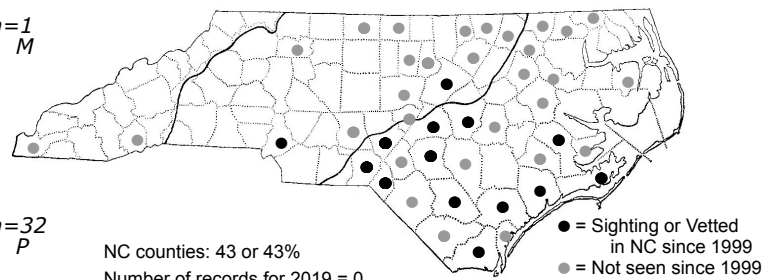 n=1
M
n=32
P
NC counties: 43 or 43%
Number of records for 2019 = 0
= Sighting or Vetted
in NC since 1999
= Not seen since 1999